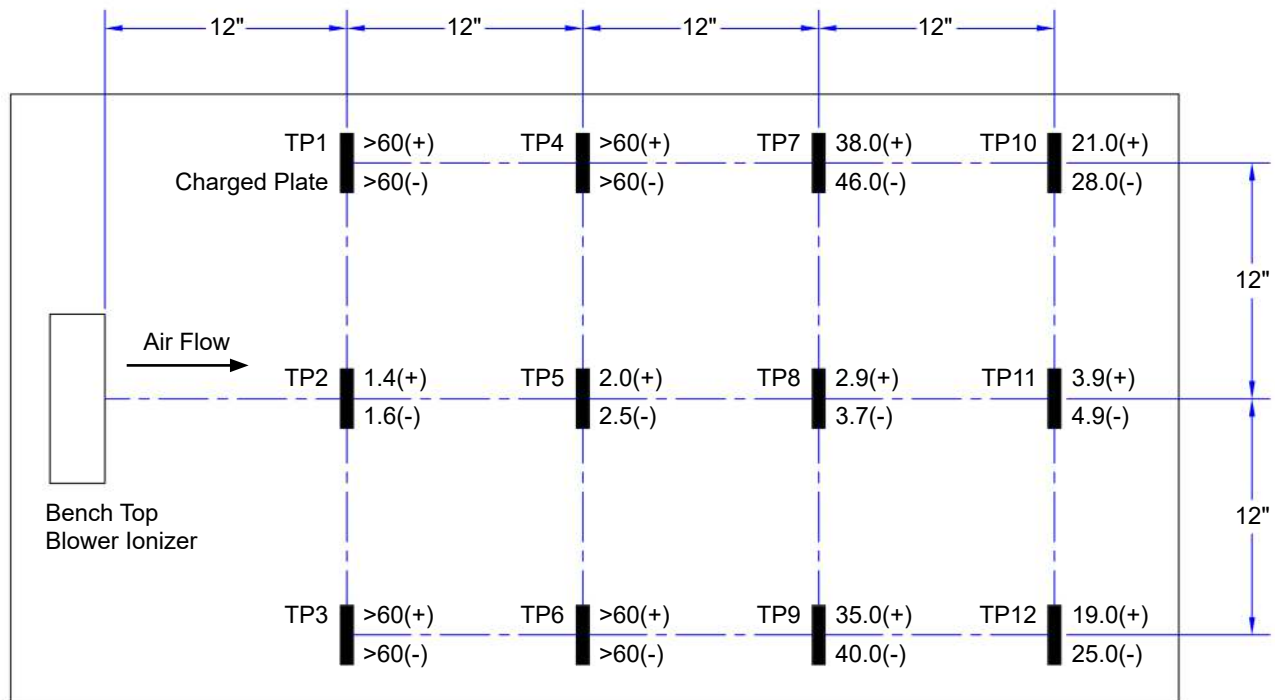 12" 12" 12" 12"
TP1 >60(+) TP4 >60(+) TP7 38.0(+) TP10 21.0(+)
Charged Plate >60(-) >60(-) 46.0(-) 28.0(-)
12"
Air Flow
TP2 1.4(+) TP5 2.0(+) TP8 2.9(+) TP11 3.9(+)
1.6(-) 2.5(-) 3.7(-) 4.9(-)
Bench Top
Blower Ionizer
12"
TP3 >60(+) TP6 >60(+) TP9 35.0(+) TP12 19.0(+)
>60(-) >60(-) 40.0(-) 25.0(-)